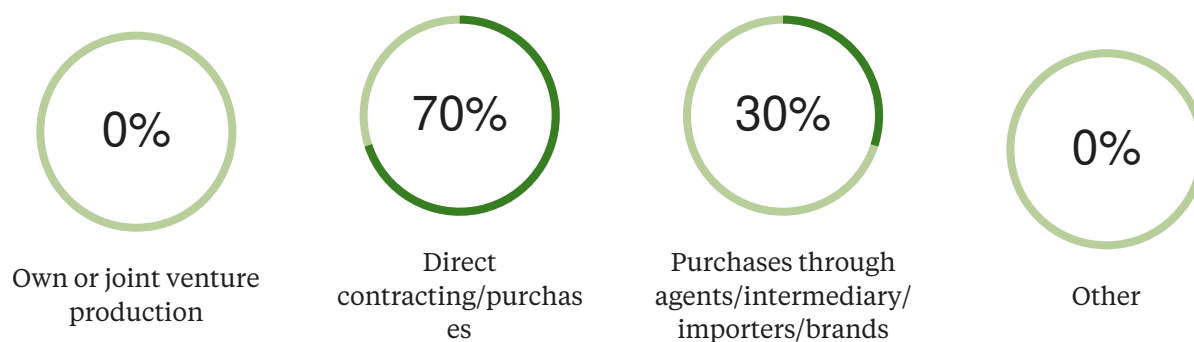 0%
Own or joint venture
production
70%
Direct
contracting/purchas
es
30%
Purchases through
agents/intermediary/
importers/brands
0%
Other